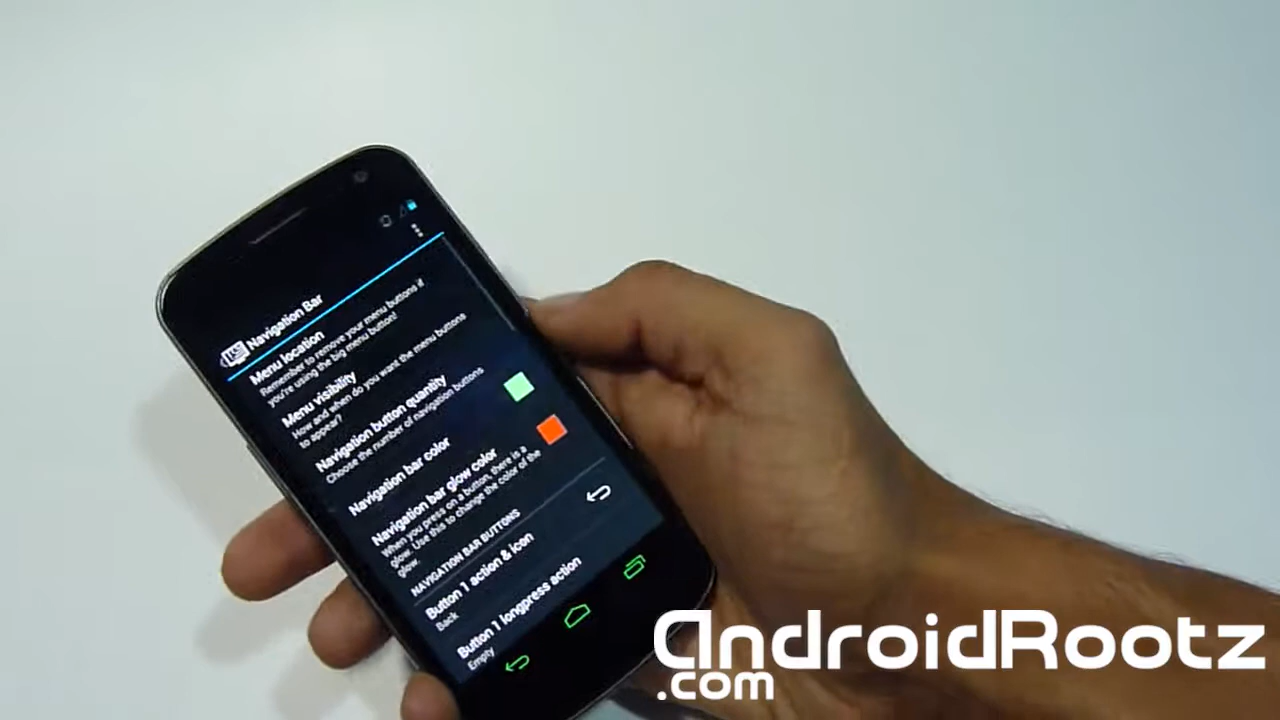 Navigation Bar
Menu location
Remember to remove your menu buttons if
you're using the big menu button!
Menu visibility
How and when do you want the menu buttons
to appear?
Navigation button quantity
Choose the number of navigation buttons
Navigation bar color
Navigation bar glow color
When you press on a button, there is a
glow. Use this to change the color of the
glow.
NAVIGATION BAR BUTTONS
Button 1 action & icon
Back
Button 1 longpress action
Empty
AndroidRootz
.com